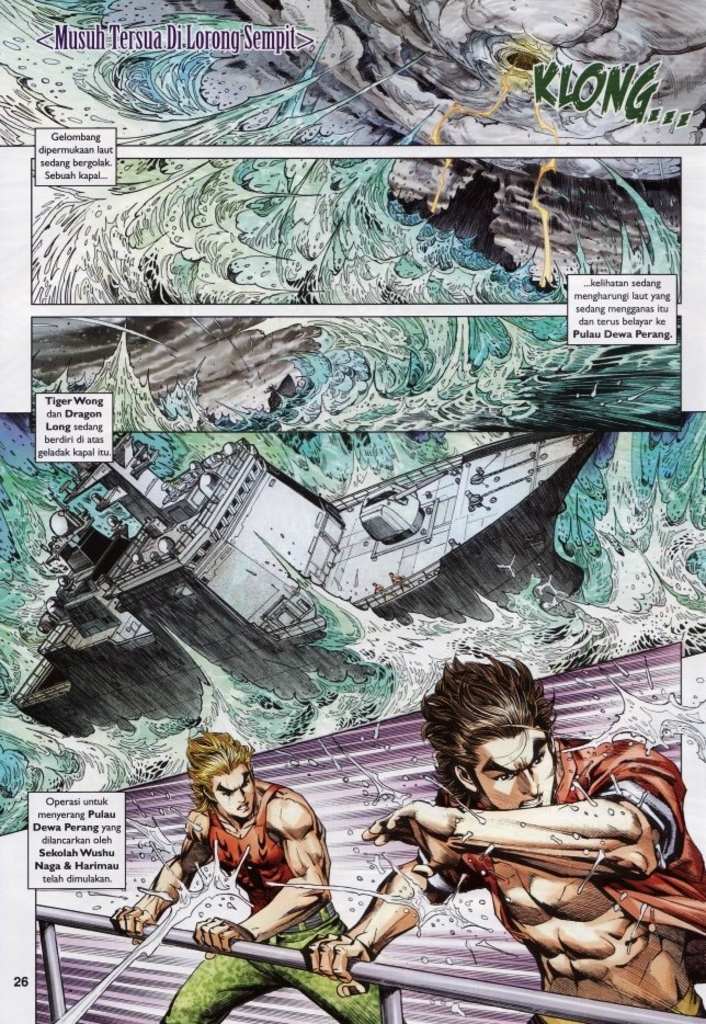 <Musuh Tersua Di Lorong Sempit>
KLONG...
Gelombang
dipermukaan laut
sedang bergolak.
Sebuah kapal...
...kelihatan sedang
mengharungi laut yang
sedang mengganas itu
dan terus belayar ke
Pulau Dewa Perang.
Tiger Wong
dan Dragon
Long sedang
berdiri di atas
geladak kapal itu.
Operasi untuk
menyerang Pulau
Dewa Perang yang
dilancarkan oleh
Sekolah Wushu
Naga & Harimau
telah dimulakan.
26